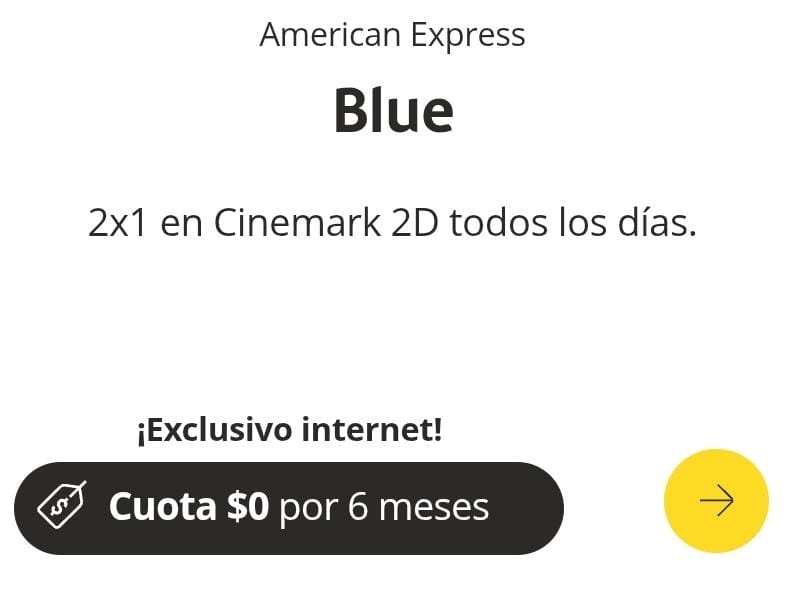 American Express
Blue
2x1 en Cinemark 2D todos los días.
¡Exclusivo internet!
Cuota $0 por 6 meses